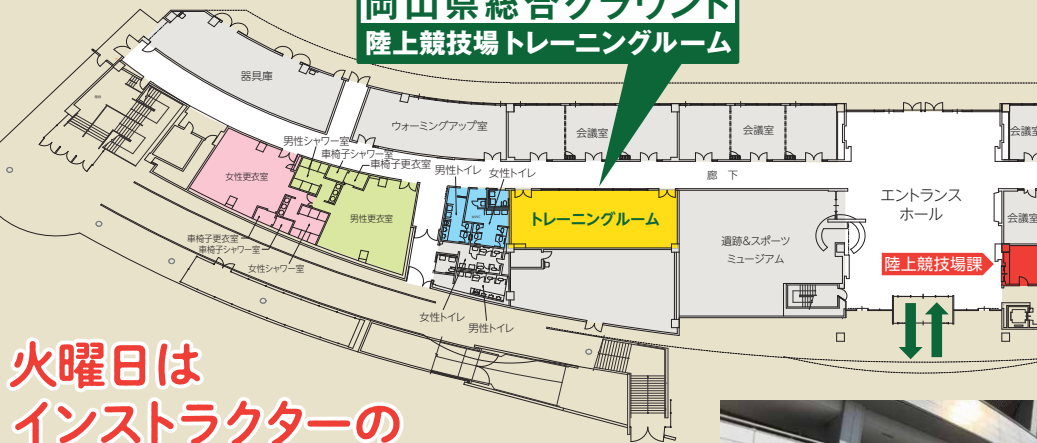 岡山県総合グラウンド
陸上競技場トレーニングルーム
器具庫
ウォーミングアップ室
会議室
会議室
会議室
男性シャワー室
車椅子シャワー室
車椅子更衣室
男性トイレ
女性トイレ
廊下
女性更衣室
男性更衣室
トレーニングルーム
エントランス
ホール
会議室
遺跡&スポーツ
ミュージアム
陸上競技場課
車椅子更衣室
車椅子シャワー室
女性シャワー室
女性トイレ
男性トイレ
火曜日は
インストラクターの